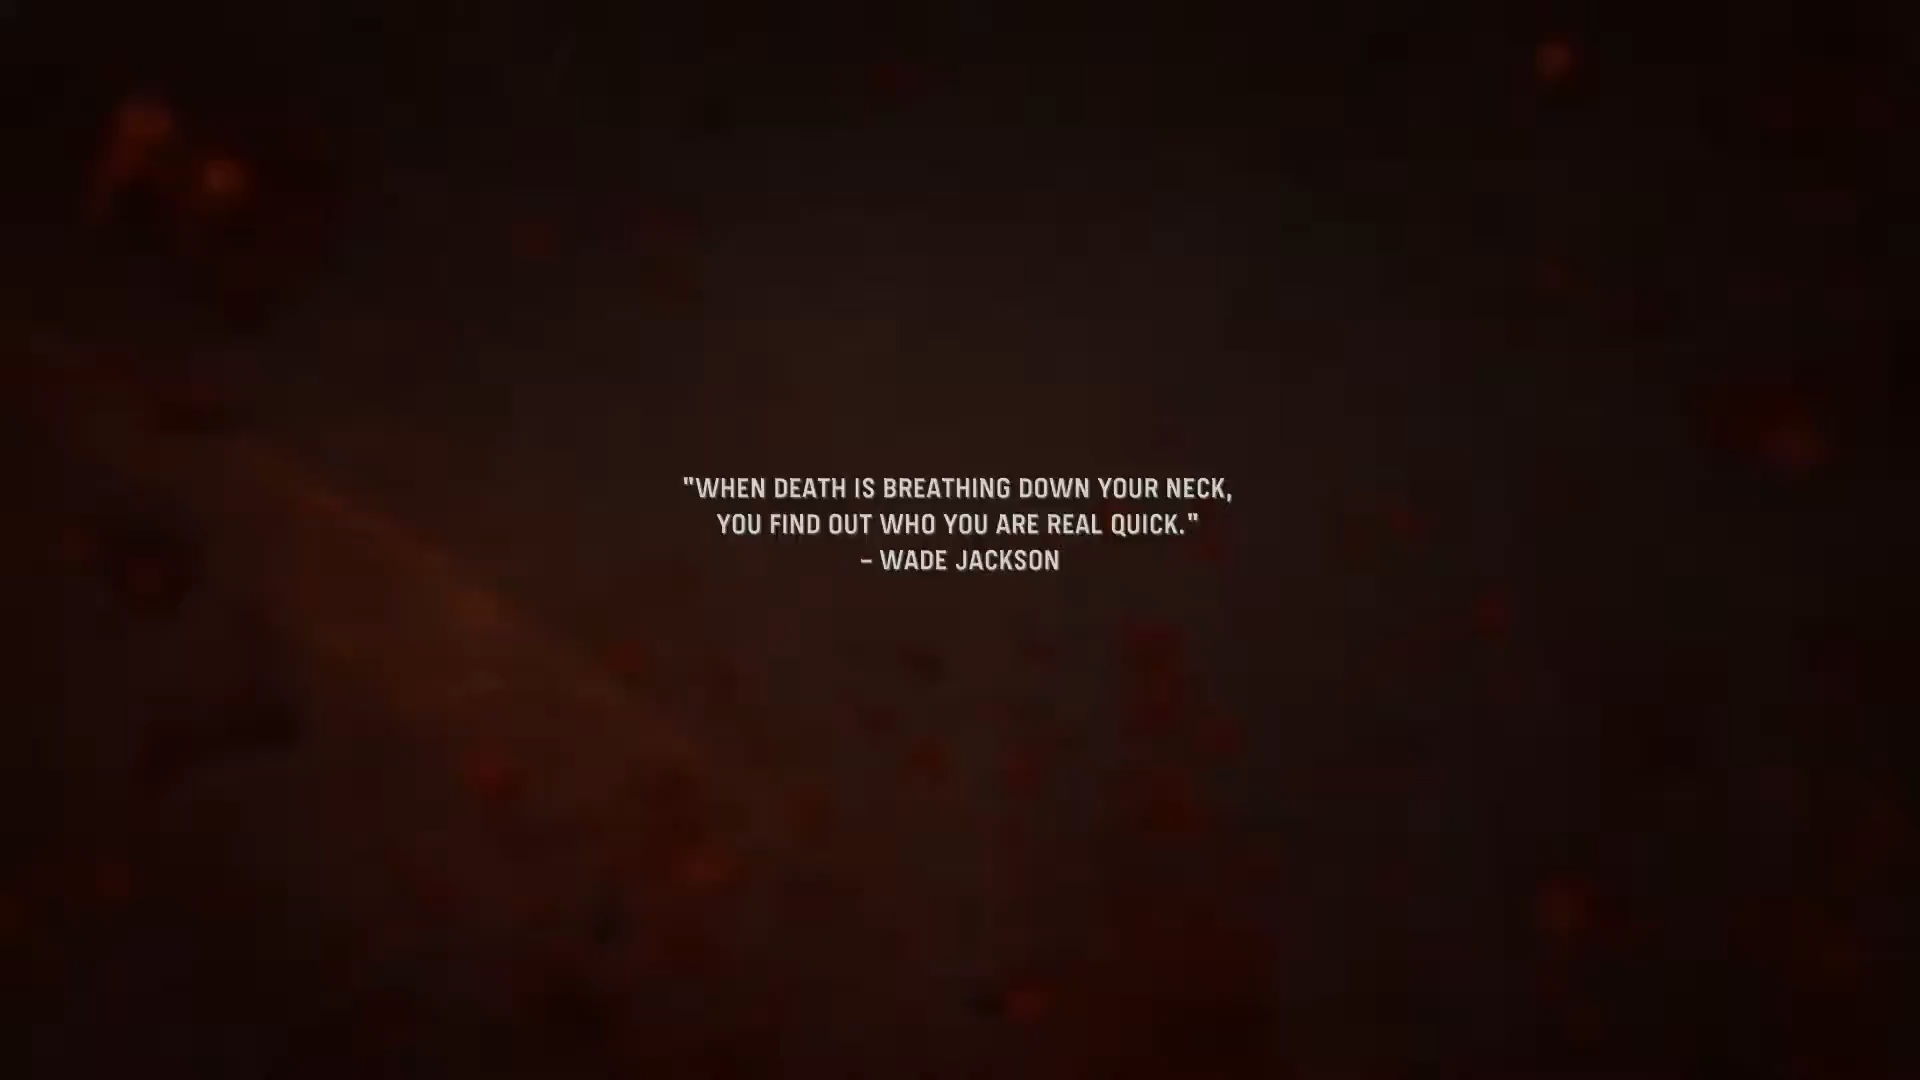 "WHEN DEATH IS BREATHING DOWN YOUR NECK,
YOU FIND OUT WHO YOU ARE REAL QUICK."
– WADE JACKSON